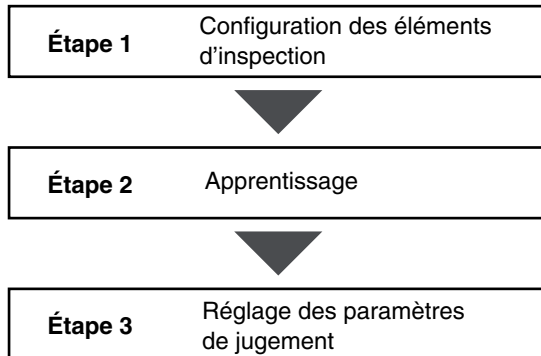 Étape 1
Configuration des éléments
d'inspection
Étape 2
Apprentissage
Étape 3
Réglage des paramètres
de jugement